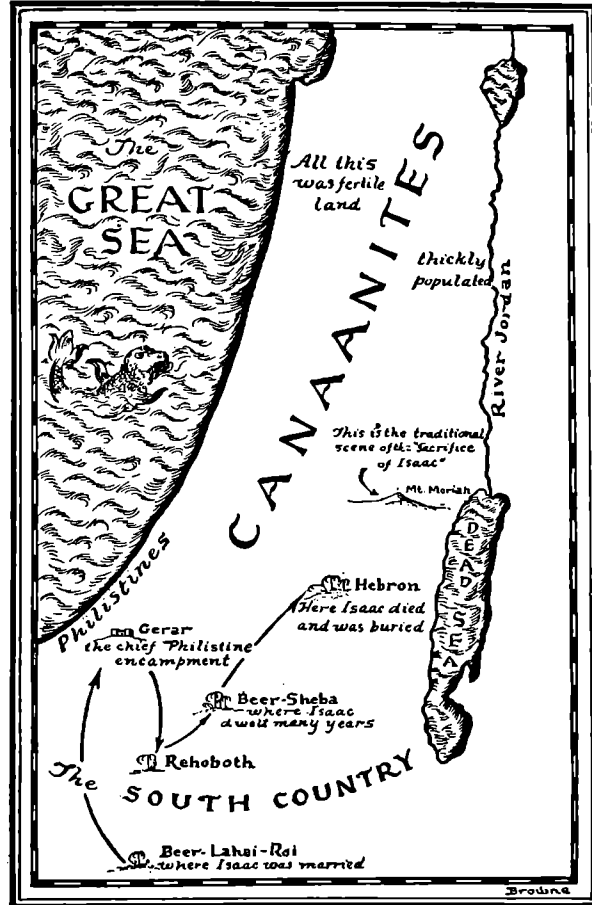 The
GREAT
SEA
All this
was fertile
land
CANAANITES
thickly
populated
River Jordan
This is the traditional
scene of the "Sacrifice
of Isaac"
Mt. Moriah
DEAD SEA
Philistines
Hebron
Here Isaac died
and was buried
Gerar
the chief Philistine
encampment
Beer-Sheba
where Isaac
dwelt many years
Rehoboth
The
SOUTH COUNTRY
Beer-Lahai-Roi
where Isaac was married
Browne